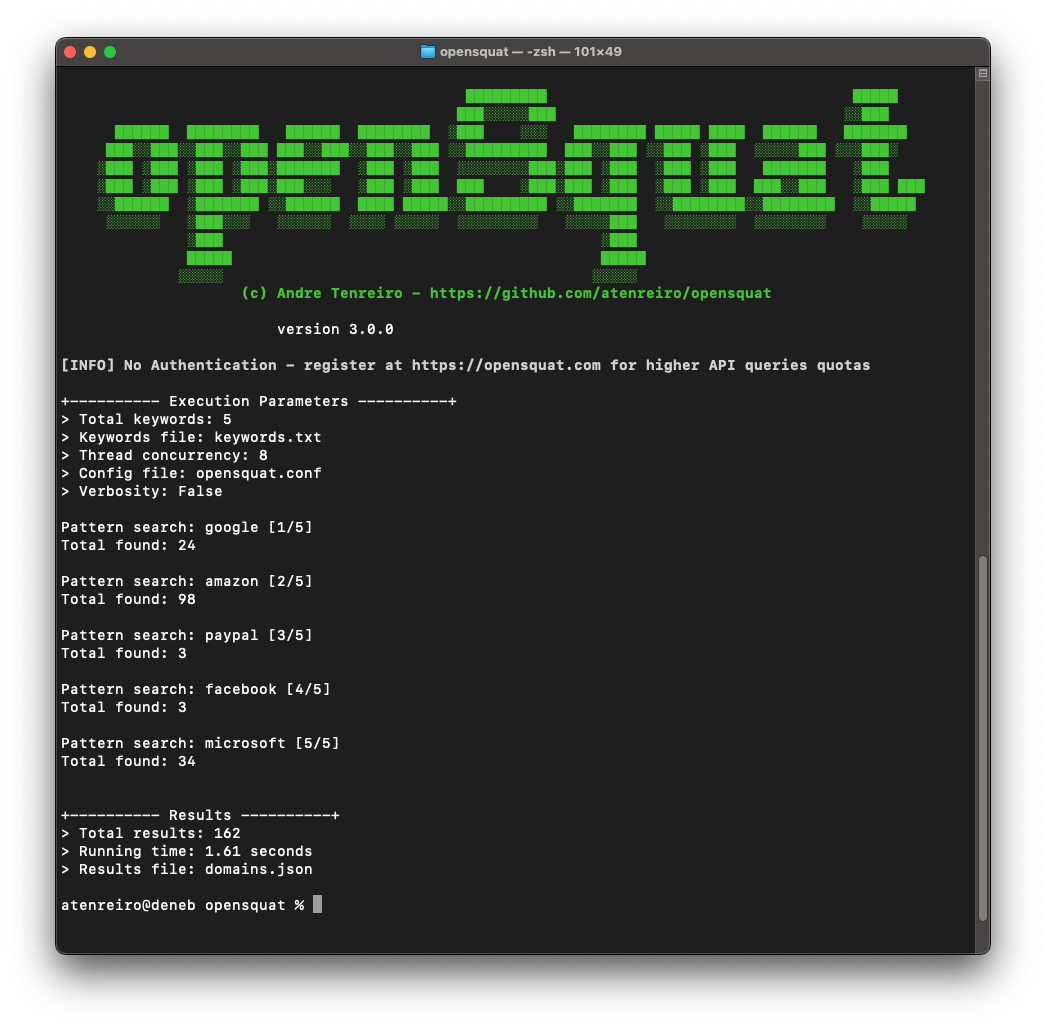 opensquat — -zsh — 101×49
openSquat
(c) Andre Tenreiro - https://github.com/atenreiro/opensquat
version 3.0.0
[INFO] No Authentication - register at https://opensquat.com for higher API queries quotas
+---------- Execution Parameters ----------+
> Total keywords: 5
> Keywords file: keywords.txt
> Thread concurrency: 8
> Config file: opensquat.conf
> Verbosity: False
Pattern search: google [1/5]
Total found: 24
Pattern search: amazon [2/5]
Total found: 98
Pattern search: paypal [3/5]
Total found: 3
Pattern search: facebook [4/5]
Total found: 3
Pattern search: microsoft [5/5]
Total found: 34
+---------- Results ----------+
> Total results: 162
> Running time: 1.61 seconds
> Results file: domains.json
atenreiro@deneb opensquat %